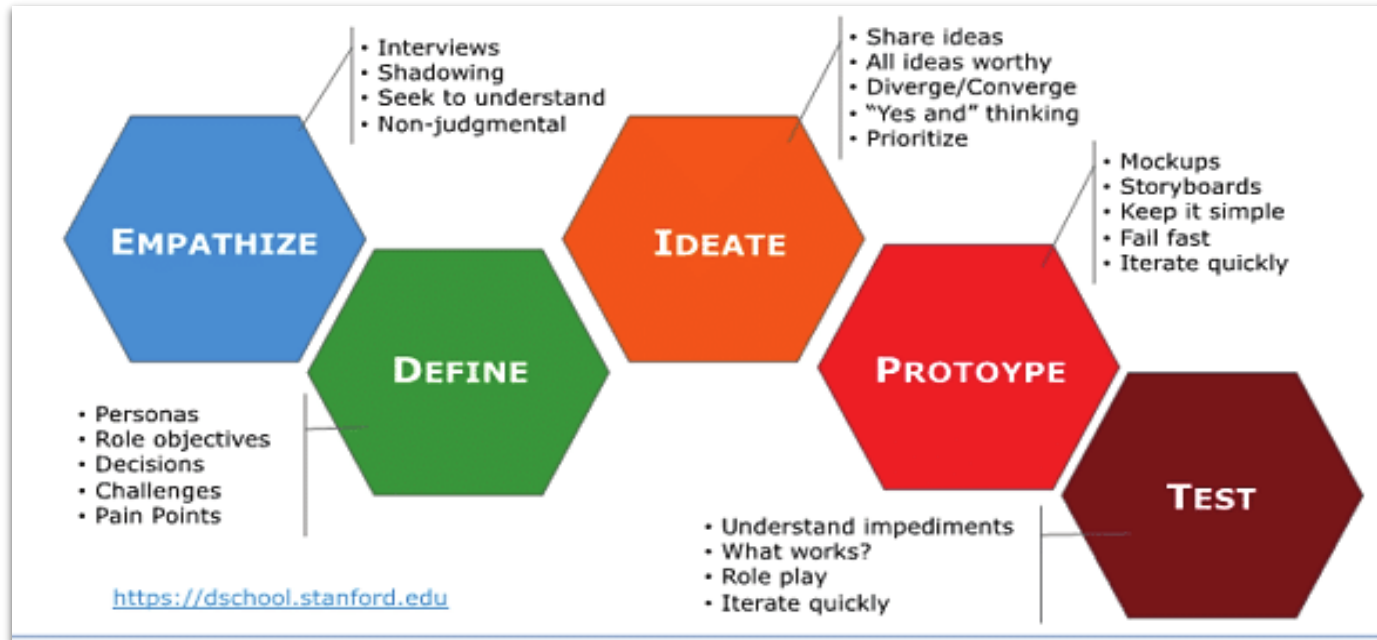 EMPATHIZE
• Interviews
• Shadowing
• Seek to understand
• Non-judgmental
DEFINE
• Personas
• Role objectives
• Decisions
• Challenges
• Pain Points
IDEATE
• Share ideas
• All ideas worthy
• Diverge/Converge
• “Yes and” thinking
• Prioritize
PROTOYPE
• Mockups
• Storyboards
• Keep it simple
• Fail fast
• Iterate quickly
TEST
• Understand impediments
• What works?
• Role play
• Iterate quickly
https://dschool.stanford.edu